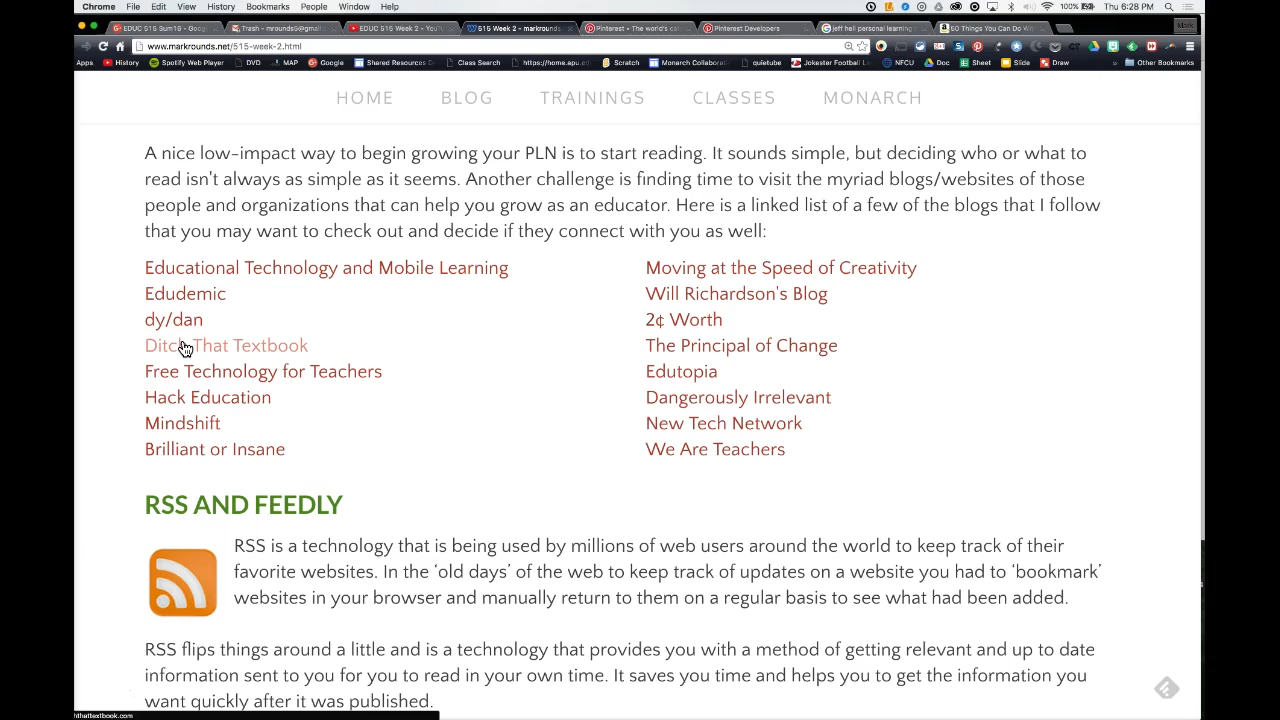 Chrome File Edit View History Bookmarks People Window Help 100% Thu 6:28 PM
EDUC 515 Sum16 - Goog Trash - mrounds5@gmail. EDUC 515 Week 2 - YouT 515 Week 2 - markrounds Pinterest • The world's cat Pinterest Developers jeff hell personal learning 50 Things You Can Do Wi Mark
www.markrounds.net/515-week-2.html
Apps History Spotify Web Player DVD MAP Google Shared Resources D Class Search https://home.apu.ed Scratch Monarch Collabora quietube Jokester Football Le NFCU Doc Sheet Slide Draw » Other Bookmarks
HOME BLOG TRAININGS CLASSES MONARCH
A nice low-impact way to begin growing your PLN is to start reading. It sounds simple, but deciding who or what to
read isn't always as simple as it seems. Another challenge is finding time to visit the myriad blogs/websites of those
people and organizations that can help you grow as an educator. Here is a linked list of a few of the blogs that I follow
that you may want to check out and decide if they connect with you as well:
Educational Technology and Mobile Learning
Edudemic
dy/dan
Ditch That Textbook
Free Technology for Teachers
Hack Education
Mindshift
Brilliant or Insane
Moving at the Speed of Creativity
Will Richardson's Blog
2¢ Worth
The Principal of Change
Edutopia
Dangerously Irrelevant
New Tech Network
We Are Teachers
RSS AND FEEDLY
RSS is a technology that is being used by millions of web users around the world to keep track of their
favorite websites. In the ‘old days’ of the web to keep track of updates on a website you had to ‘bookmark’
websites in your browser and manually return to them on a regular basis to see what had been added.
RSS flips things around a little and is a technology that provides you with a method of getting relevant and up to date
information sent to you for you to read in your own time. It saves you time and helps you to get the information you
want quickly after it was published.
hthattextbook.com